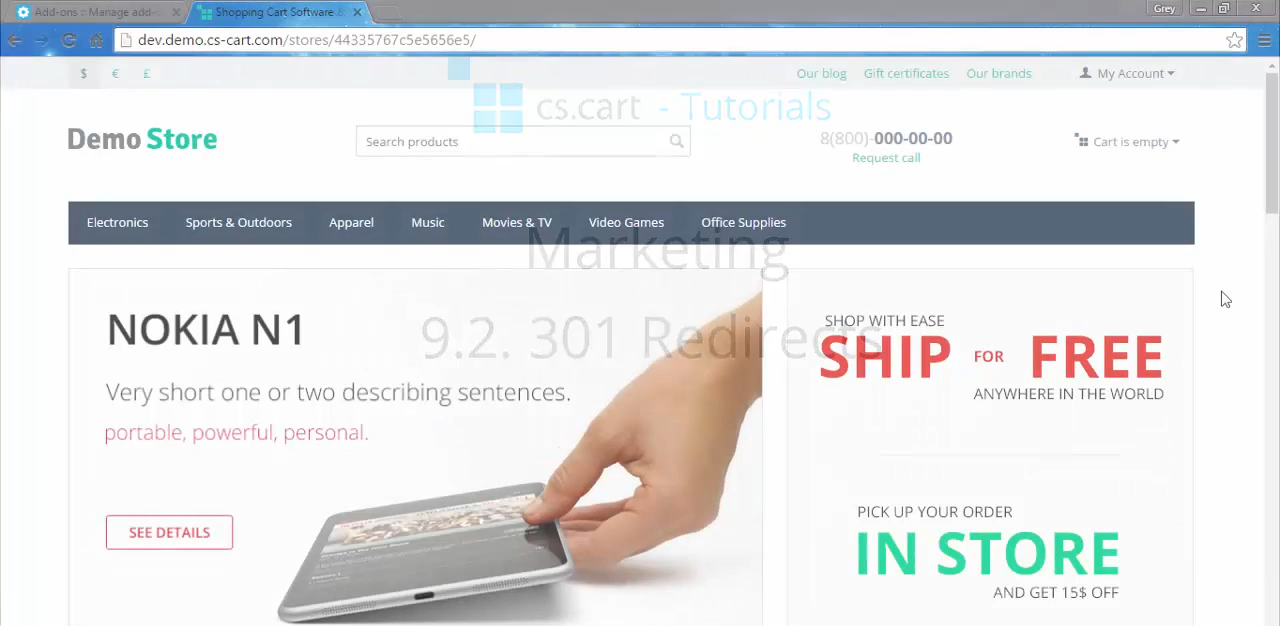 Add-ons :: Manage add-
Shopping Cart Software &
Grey
dev.demo.cs-cart.com/stores/44335767c5e5656e5/
$ € £
Our blog Gift certificates Our brands My Account
cs.cart - Tutorials
Demo Store
Search products
8(800)-000-00-00
Request call
Cart is empty
Electronics Sports & Outdoors Apparel Music Movies & TV Video Games Office Supplies
Marketing
9.2. 301 Redirects
NOKIA N1
Very short one or two describing sentences.
portable, powerful, personal.
SEE DETAILS
SHOP WITH EASE
SHIP FOR FREE
ANYWHERE IN THE WORLD
PICK UP YOUR ORDER
IN STORE
AND GET 15$ OFF